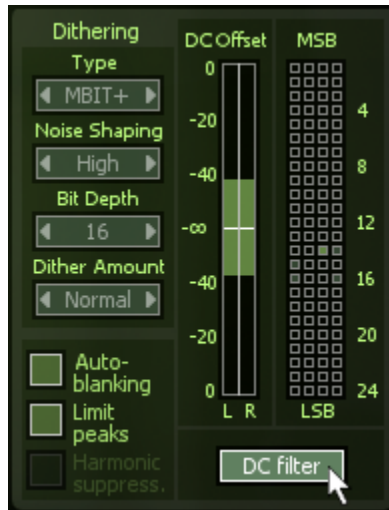 Dithering
Type
MBIT+
Noise Shaping
High
Bit Depth
16
Dither Amount
Normal
Auto-
blanking
Limit
peaks
Harmonic
suppress.
DC Offset
0
-20
-40
-∞
-40
-20
0
L R
MSB
4
8
12
16
20
24
LSB
DC filter